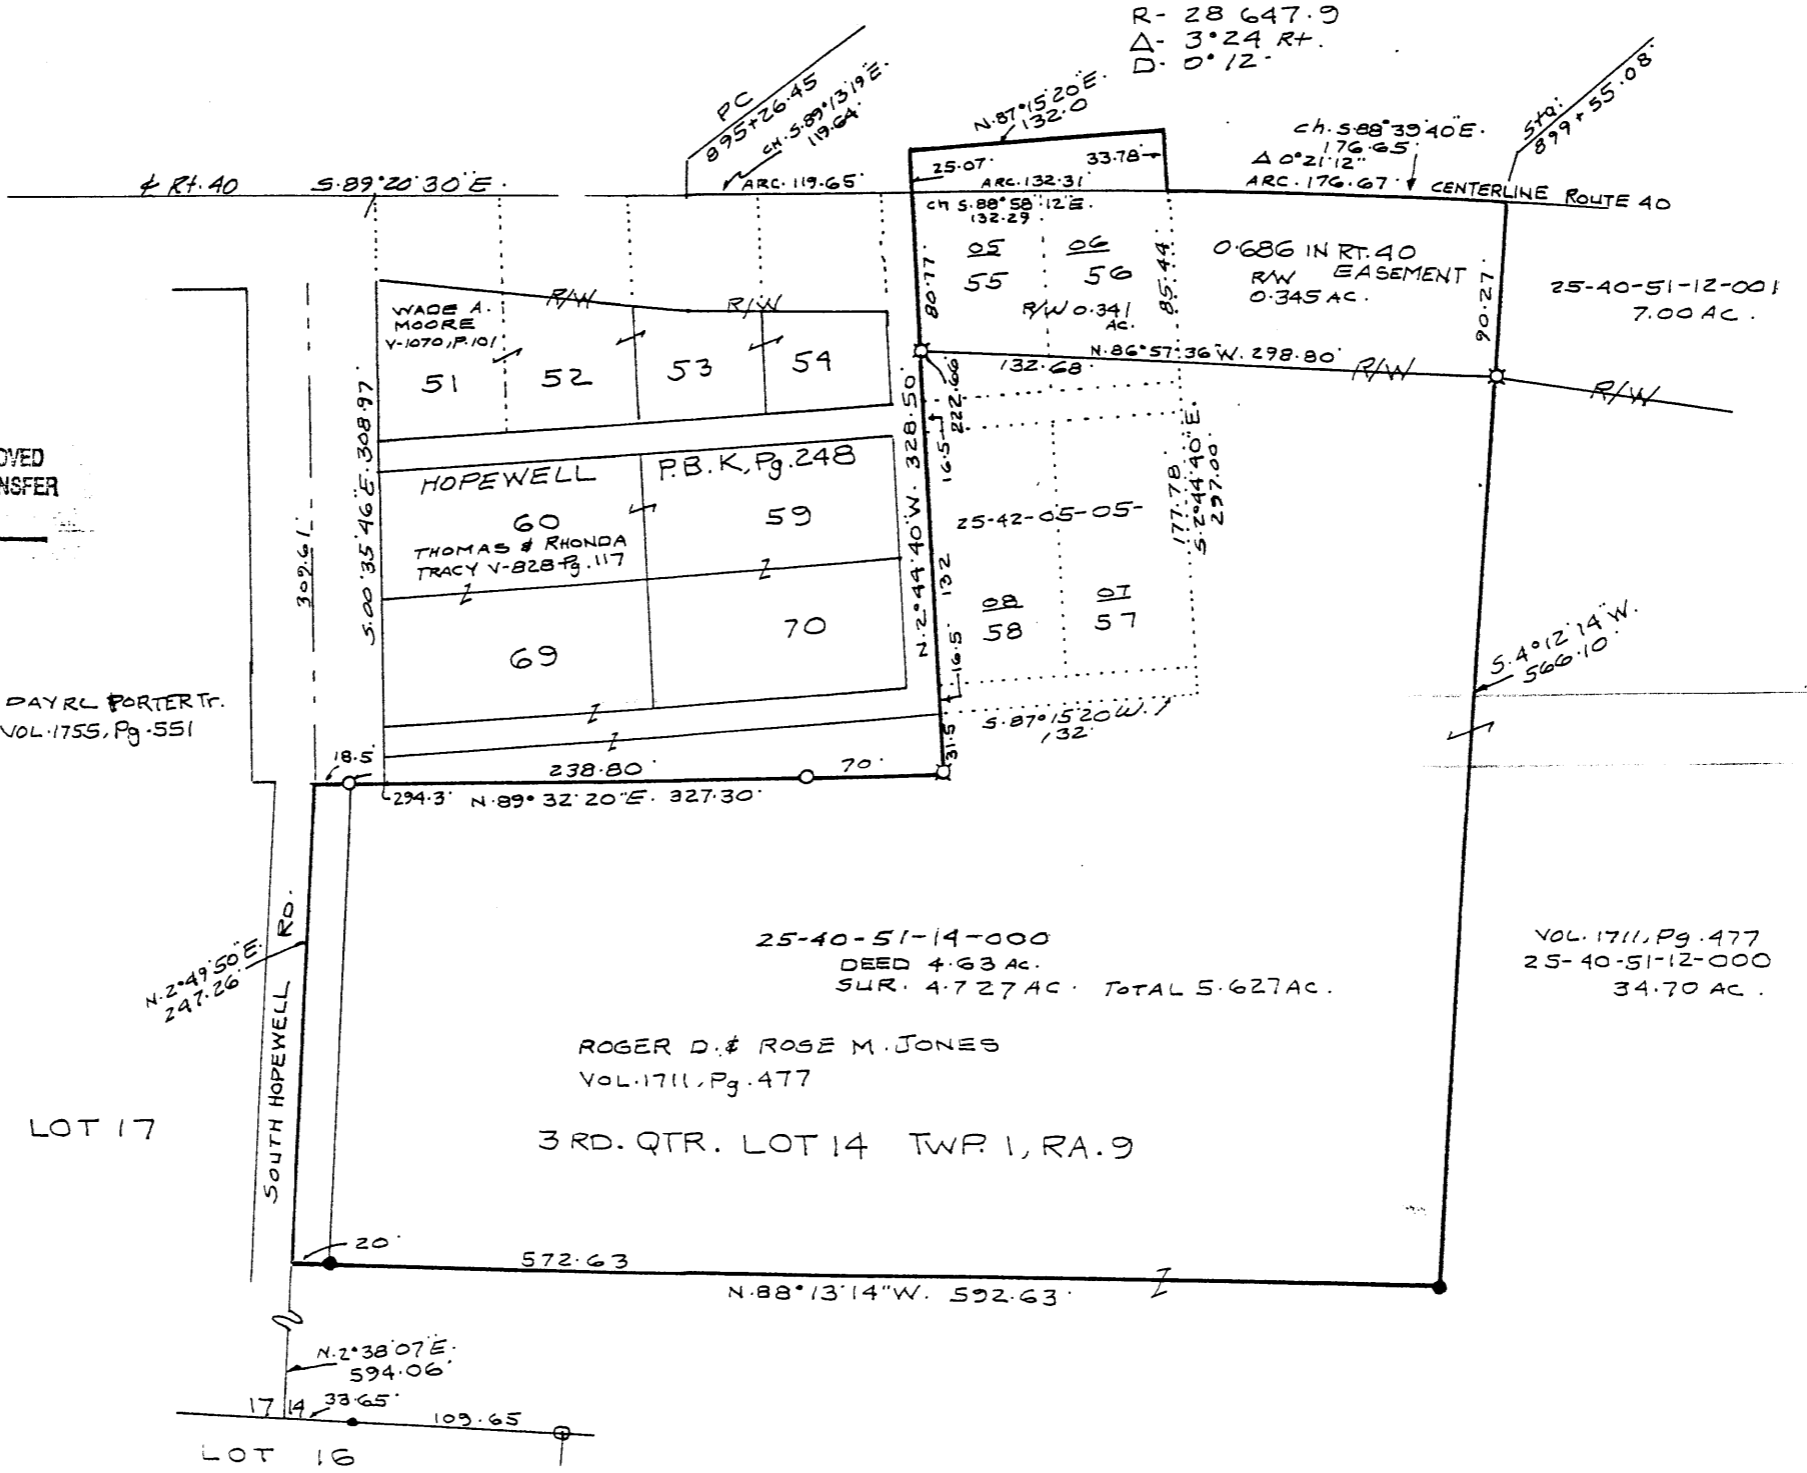 R- 28 647.9
Δ- 3°24 Rt.
D- 0°12'
PC
895+26.45
CH. S.89°13'19"E.
119.64'
N.87°15'20"E.
132.0
Sta:
899+55.08
ch. S.88°39'40"E.
176.65'
Δ 0°21'12"
ARC. 176.67'
CENTERLINE ROUTE 40
℄ Rt. 40
S.89°20'30"E.
ARC. 119.65'
25.07'
33.78'
ARC. 132.31'
ch S.88°58'12"E.
132.29'
05
55
06
56
R/W 0.341
AC.
80.77'
85.44'
0.686 IN RT. 40
EASEMENT
R/W
0.345 AC.
90.27'
25-40-51-12-001
7.00 AC.
R/W
R/W
WADE A.
MOORE
V-1070, P. 101
51
52
53
54
N.86°57'36"W. 298.80'
132.68'
R/W
R/W
S.00°35'46"E. 308.97'
309.61'
HOPEWELL
P.B.K, Pg. 248
60
59
THOMAS & RHONDA
TRACY V-828-Pg. 117
69
70
N.2°44'40"W. 328.50'
222.66'
16.5
132
16.5'
31.5
25-42-05-05-
177.78
S.2°44'40"E.
297.00'
08
58
07
57
S.87°15'20"W.
132'
S.4°12'14"W.
566.10'
OVED
NSFER
DAYRL PORTER Tr.
VOL.1755, Pg.551
18.5'
238.80'
70'
294.3'
N.89°32'20"E. 327.30'
N.2°49'50"E.
247.26'
SOUTH HOPEWELL RD.
25-40-51-14-000
DEED 4.63 AC.
SUR. 4.727 AC. TOTAL 5.627 AC.
VOL. 1711, Pg. 477
25-40-51-12-000
34.70 AC.
ROGER D. & ROSE M. JONES
VOL.1711, Pg. 477
LOT 17
3 RD. QTR. LOT 14 TWP. 1, RA. 9
20'
572.63
N.88°13'14"W. 592.63'
N.2°38'07"E.
594.06'
17
14
33.65'
109.65
LOT 16